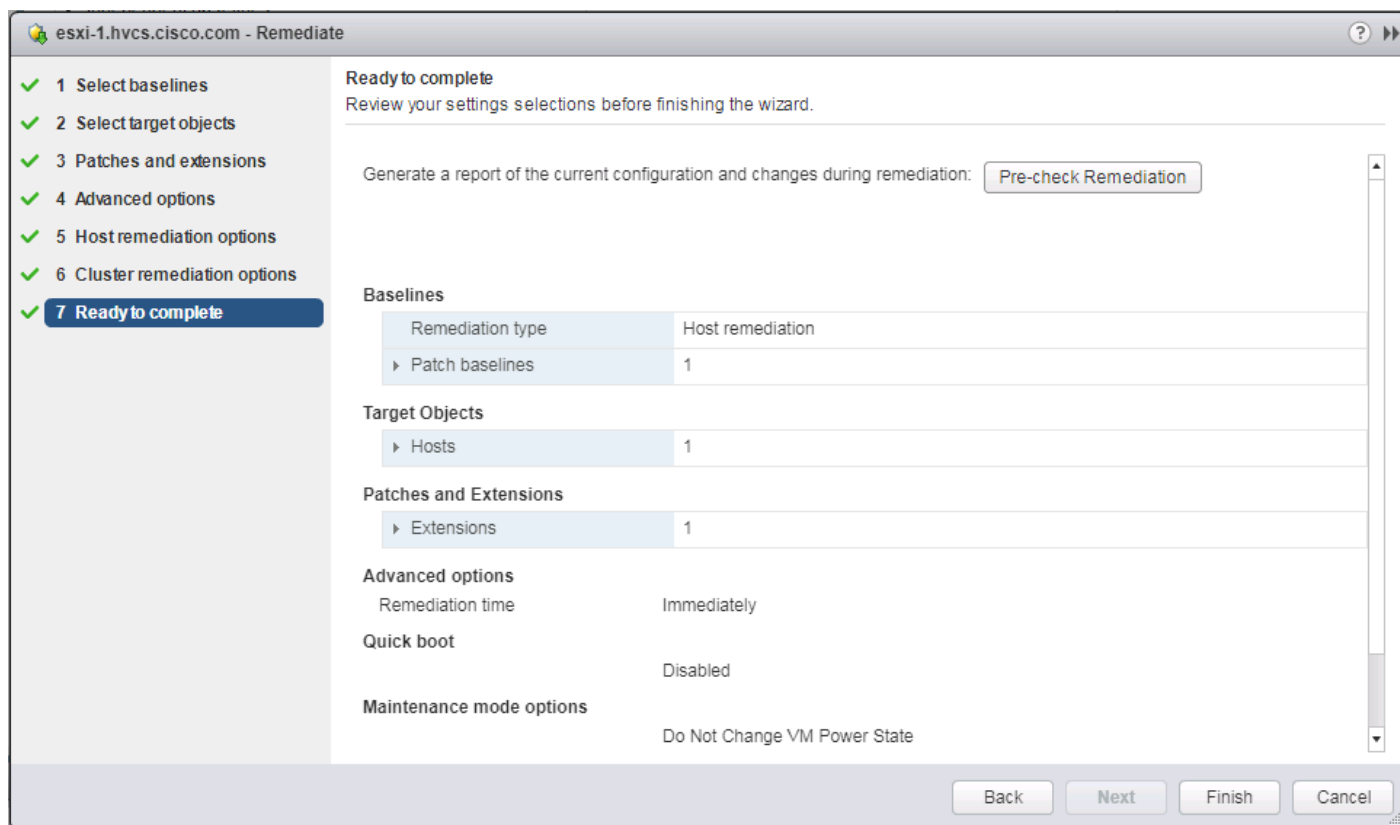 esxi-1.hvcs.cisco.com - Remediate
?
1 Select baselines
2 Select target objects
3 Patches and extensions
4 Advanced options
5 Host remediation options
6 Cluster remediation options
7 Ready to complete
Ready to complete
Review your settings selections before finishing the wizard.
Generate a report of the current configuration and changes during remediation: Pre-check Remediation
Baselines
Remediation type Host remediation
Patch baselines 1
Target Objects
Hosts 1
Patches and Extensions
Extensions 1
Advanced options
Remediation time Immediately
Quick boot
Disabled
Maintenance mode options
Do Not Change VM Power State
Back Next Finish Cancel